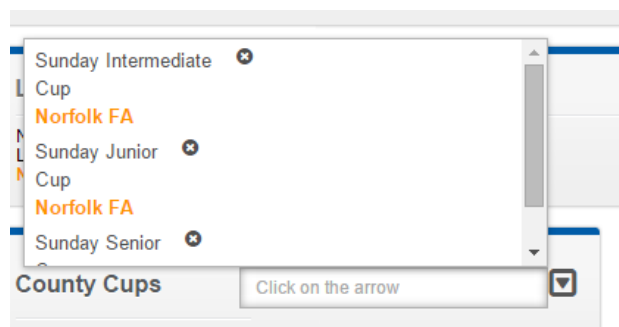 Sunday Intermediate
Cup
Norfolk FA
Sunday Junior
Cup
Norfolk FA
Sunday Senior
L
N
L
N
County Cups Click on the arrow